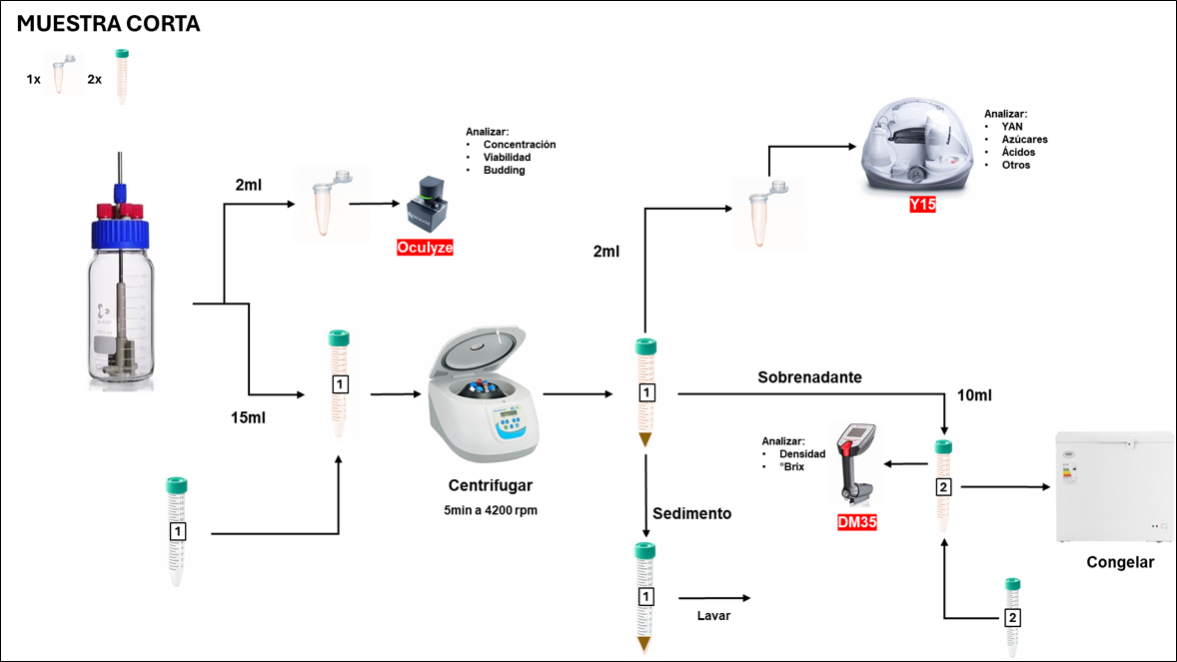 MUESTRA CORTA
1x
2x
Analizar:
• Concentración
• Viabilidad
• Budding
2ml
Oculyze
Analizar:
• YAN
• Azúcares
• Ácidos
• Otros
Y15
2ml
1
15ml
1
Centrifugar
5min a 4200 rpm
1
Sobrenadante
10ml
Analizar:
• Densidad
• °Brix
DM35
2
Congelar
Sedimento
1
Lavar
2